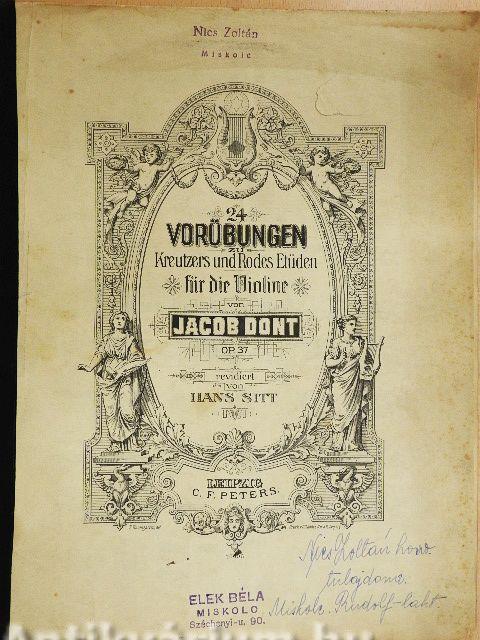 Nics Zoltán
Miskolc
24
VORÜBUNGEN
zu
Kreutzers und Rodes Etüden
für die Violine
von
JACOB DONT
OP. 37
revidiert
von
HANS SITT
LEIPZIG
C. F. PETERS.
Nics Zoltán
tulajdona.
Miskolc. Rudolf-lakt.
ELEK BÉLA
MISKOLC
Széchenyi-u. 90.